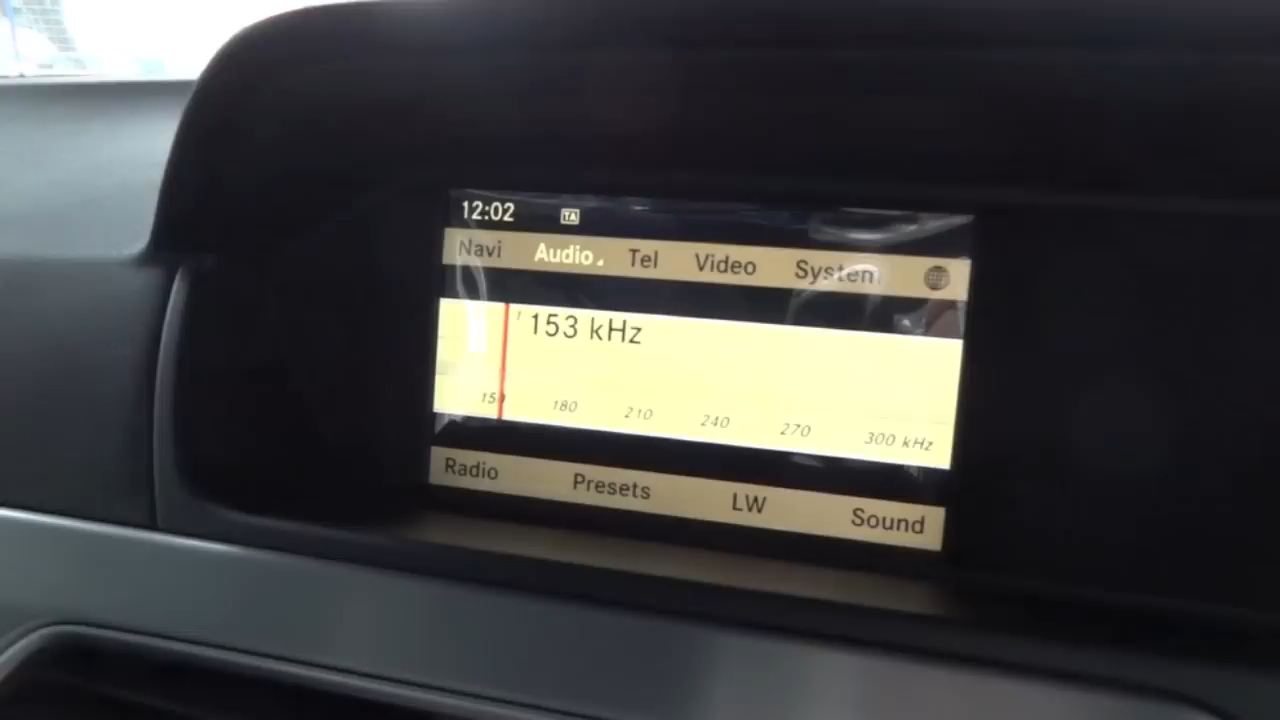 12:02 TA
Navi Audio Tel Video System
153 kHz
150 180 210 240 270 300 kHz
Radio Presets LW Sound